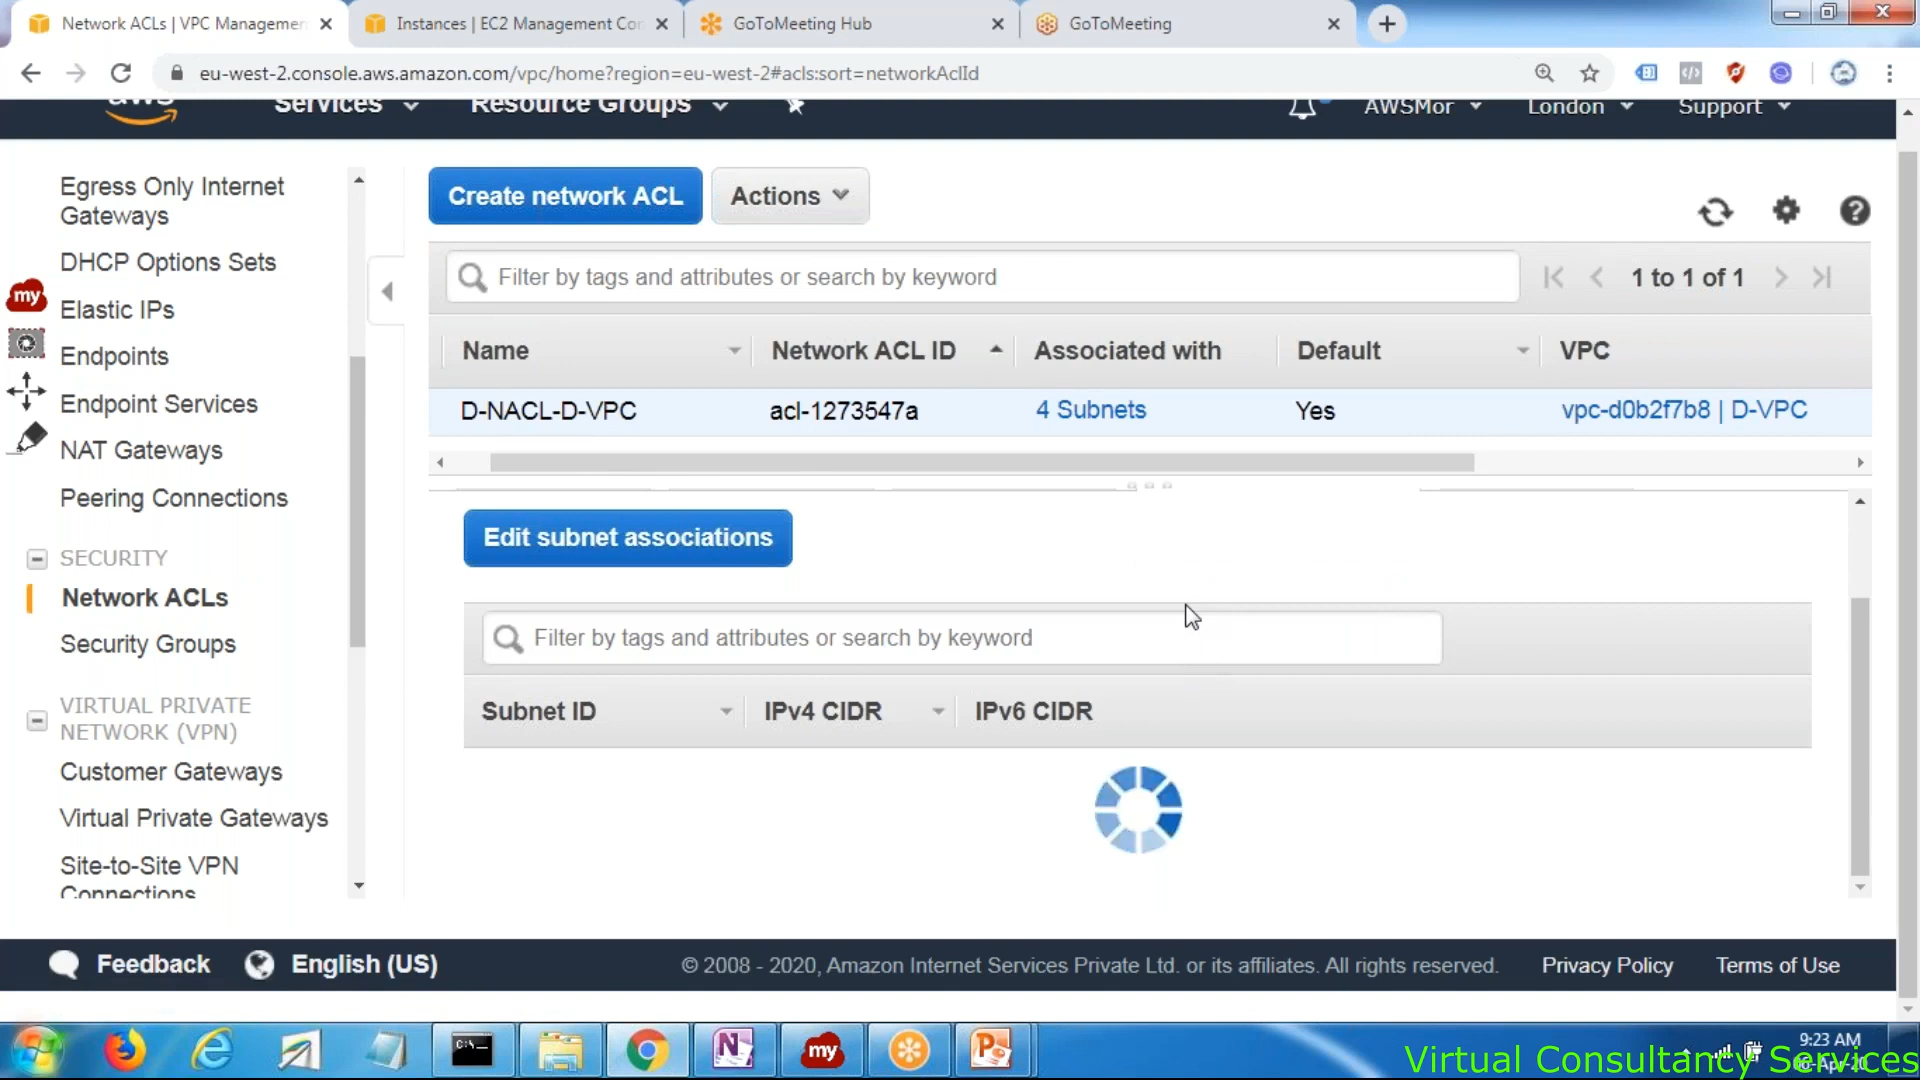 Network ACLs | VPC Managemen
Instances | EC2 Management Con
GoToMeeting Hub
GoToMeeting
eu-west-2.console.aws.amazon.com/vpc/home?region=eu-west-2#acls:sort=networkAclId
aws
Services
Resource Groups
AWSMor
London
Support
Egress Only Internet
Gateways
DHCP Options Sets
Elastic IPs
Endpoints
Endpoint Services
NAT Gateways
Peering Connections
SECURITY
Network ACLs
Security Groups
VIRTUAL PRIVATE
NETWORK (VPN)
Customer Gateways
Virtual Private Gateways
Site-to-Site VPN
Connections
my
Create network ACL
Actions
Filter by tags and attributes or search by keyword
1 to 1 of 1
Name
Network ACL ID
Associated with
Default
VPC
D-NACL-D-VPC
acl-1273547a
4 Subnets
Yes
vpc-d0b2f7b8 | D-VPC
Edit subnet associations
Filter by tags and attributes or search by keyword
Subnet ID
IPv4 CIDR
IPv6 CIDR
Feedback
English (US)
© 2008 - 2020, Amazon Internet Services Private Ltd. or its affiliates. All rights reserved.
Privacy Policy
Terms of Use
C:\_
my
9:23 AM
Virtual Consultancy Services